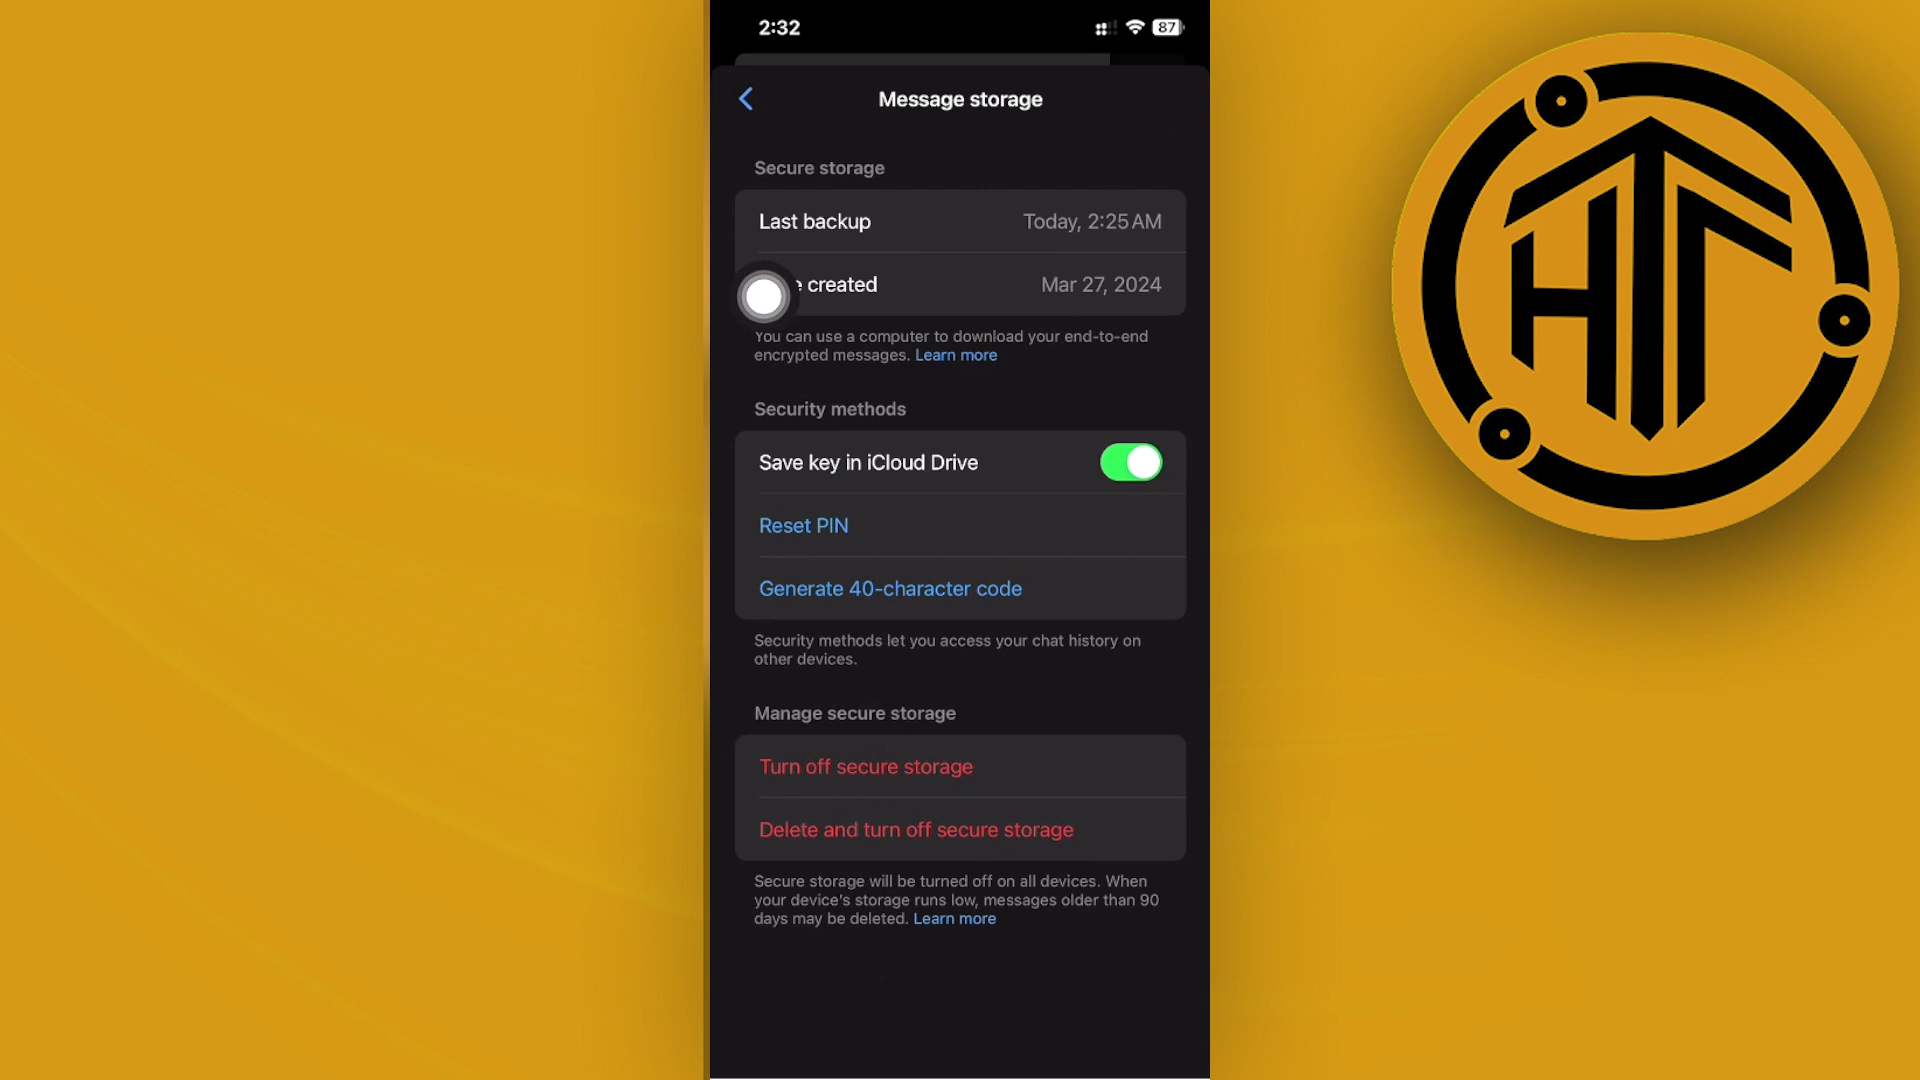 2:32
87
Message storage
Secure storage
Last backup
Today, 2:25 AM
created
Mar 27, 2024
You can use a computer to download your end-to-end
encrypted messages. Learn more
Security methods
Save key in iCloud Drive
Reset PIN
Generate 40-character code
Security methods let you access your chat history on
other devices.
Manage secure storage
Turn off secure storage
Delete and turn off secure storage
Secure storage will be turned off on all devices. When
your device's storage runs low, messages older than 90
days may be deleted. Learn more
HT